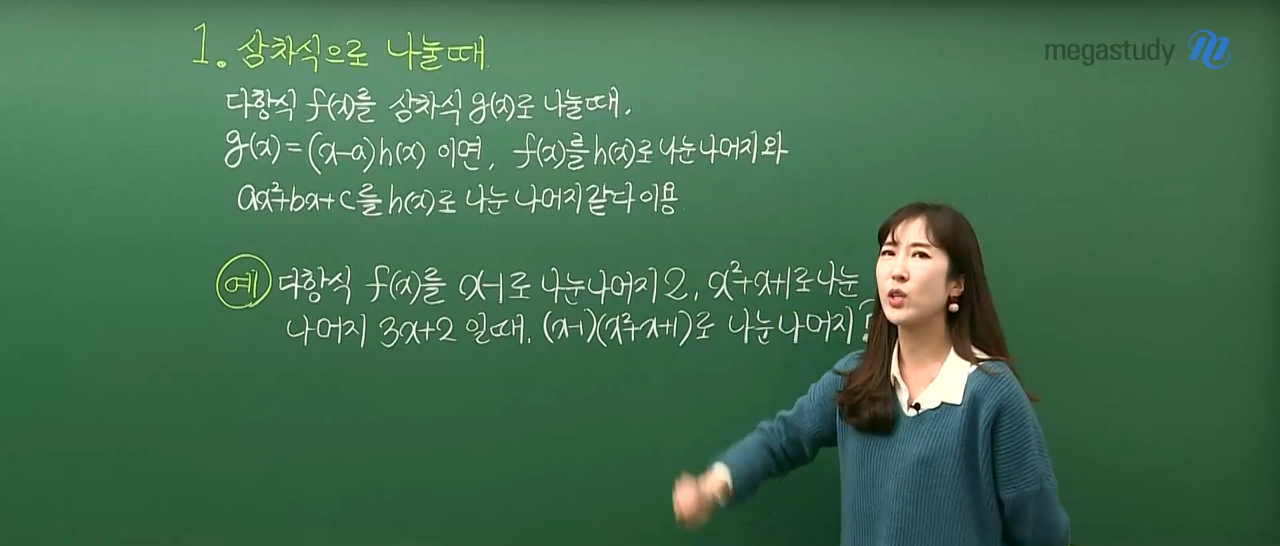 1. 삼차식으로 나눌때.
megastudy
다항식 f(x)를 삼차식 g(x)로 나눌때,
g(x)=(x-a)h(x) 이면, f(x)를 h(x)로 나눈 나머지와
ax²+bx+c를 h(x)로 나눈 나머지 같다 이용
예 다항식 f(x)를 x-1로 나눈 나머지 2, x²+x+1로 나눈
나머지 3x+2 일때, (x-1)(x²+x+1)로 나눈 나머지?